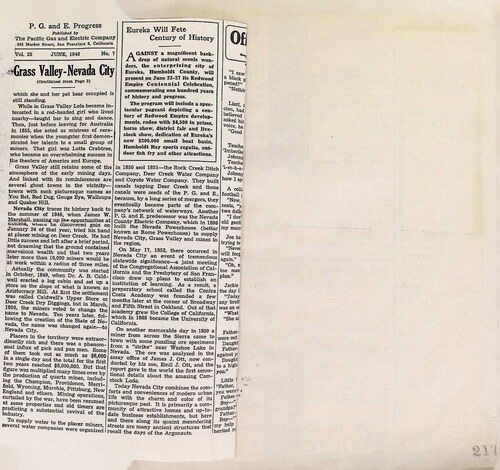 P. G. and E. Progress
Published by
The Pacific Gas and Electric Company
245 Market Street, San Francisco 6, California
Vol. 25 JUNE, 1948 No. 7
Grass Valley-Nevada City
(Continued from Page 3)
which she and her pet bear occupied is
still standing.
While in Grass Valley Lola became in-
terested in a red-headed girl who lived
nearby—taught her to sing and dance.
Then, just before leaving for Australia
in 1855, she acted as mistress of cere-
monies when the youngster first demon-
strated her talents to a small group of
miners. That girl was Lotta Crabtree,
who became an overwhelming success in
the theaters of America and Europe.
Grass Valley still retains some of the
atmosphere of the early mining days.
And linked with its reminiscences are
several ghost towns in the vicinity—
towns with such picturesque names as
You Bet, Red Dog, Gouge Eye, Walloupa
and Quaker Hill.
Nevada City traces its history back to
the summer of 1848, when James W.
Marshall, passing up the opportunities at
Coloma, where he discovered gold on
January 24 of that year, tried his hand
at placer mining on Deer Creek. He had
little success and left after a brief period,
not dreaming that the ground contained
marvelous wealth and that two years
later more than 10,000 miners would be
at work within a radius of three miles.
Actually the community was started in
October, 1849, when Dr. A. B. Cald-
well erected a log cabin and set up a
store on the slope of what is known as
Aristocracy Hill. At first the settlement
was called Caldwell's Upper Store or
Deer Creek Dry Diggings, but in March,
1850, the miners voted to change the
name to Nevada. Ten years later, fol-
lowing the creation of the State of Ne-
vada, the name was changed again—to
Nevada City.
Placers in the territory were extraor-
dinarily rich and there was a phenom-
enal influx of pick and pan men. Some
of them took out as much as $8,000
in a single day and the total for the first
two years reached $8,000,000. But that
figure was multiplied many times over by
the production of quartz mines, includ-
ing the Champion, Providence, Merri-
field, Wyoming, Murchie, Pittsburg, New
England and others. Mining operations,
curtailed by the war, have been resumed
at some properties and old timers are
predicting a substantial revival of the
industry.
To supply water to the placer miners,
several water companies were organized
Eureka Will Fete
Century of History
AGAINST a magnificent back-
drop of natural scenic won-
ders, the enterprising city of
Eureka, Humboldt County, will
present on June 23-27 its Redwood
Empire Centennial Celebration,
commemorating one hundred years
of history and progress.
The program will include a spec-
tacular pageant depicting a cen-
tury of Redwood Empire develop-
ments, rodeo with $4,500 in prizes,
horse show, district fair and live-
stock show, dedication of Eureka's
new $200,000 small boat basin,
Humboldt Bay sports regatta, out-
door fish fry and other attractions.
in 1850 and 1851—the Rock Creek Ditch
Company, Deer Creek Water Company
and Coyote Water Company. They built
canals tapping Deer Creek and those
canals were seeds of the P. G. and E.,
because, by a long series of mergers, they
eventually became parts of the com-
pany's network of waterways. Another
P. G. and E. predecessor was the Nevada
County Electric Company, which in 1896
built the Nevada Powerhouse (better
known as Rome Powerhouse) to supply
Nevada City, Grass Valley and mines in
the region.
On May 17, 1853, there occurred in
Nevada City an event of tremendous
statewide significance—a joint meeting
of the Congregational Association of Cal-
ifornia and the Presbytery of San Fran-
cisco drew up plans to establish an
institution of learning. As a result, a
preparatory school called the Contra
Costa Academy was founded a few
months later at the corner of Broadway
and Fifth Street in Oakland. Out of that
academy grew the College of California,
which in 1868 became the University of
California.
On another memorable day in 1859 a
miner from across the Sierra came to
town with some puzzling ore specimens
from a "strike" near Washoe Lake in
Nevada. The ore was analyzed in the
assay office of James J. Ott, now con-
ducted by his son, Emil J. Ott, and the
report gave to the world the first sensa-
tional details about the amazing Com-
stock Lode.
Today Nevada City combines the com-
forts and conveniences of modern urban
life with the charm and color of its
picturesque past. It is primarily a com-
munity of attractive homes and up-to-
date business establishments, but here
and there along its quaint meandering
streets are many ancient structures that
recall the days of the Argonauts.
217